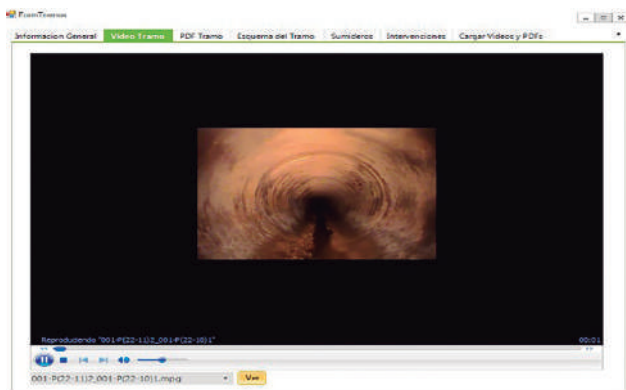 FormTramos
Informacion General Video Tramo PDF Tramo Esquema del Tramo Sumideros Intervenciones Cargar Videos y PDFs
Reproduciendo "001-P(22-11)2_001-P(22-10)1" 00:01
001-P(22-11)2_001-P(22-10)1.mpg Ver